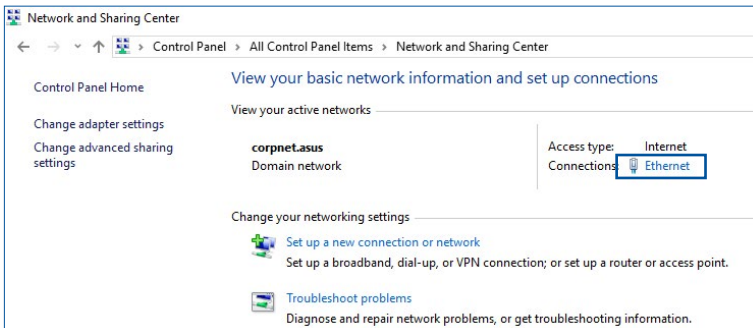 Network and Sharing Center
Control Panel > All Control Panel Items > Network and Sharing Center
Control Panel Home
Change adapter settings
Change advanced sharing
settings
View your basic network information and set up connections
View your active networks
corpnet.asus
Domain network
Access type: Internet
Connections: Ethernet
Change your networking settings
Set up a new connection or network
Set up a broadband, dial-up, or VPN connection; or set up a router or access point.
Troubleshoot problems
Diagnose and repair network problems, or get troubleshooting information.